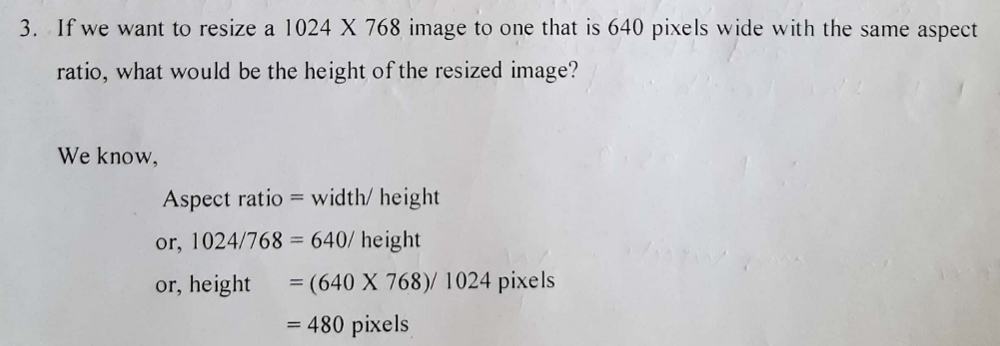 3. If we want to resize a 1024 X 768 image to one that is 640 pixels wide with the same aspect
ratio, what would be the height of the resized image?
We know,
Aspect ratio = width/ height
or, 1024/768 = 640/ height
or, height = (640 X 768)/ 1024 pixels
= 480 pixels